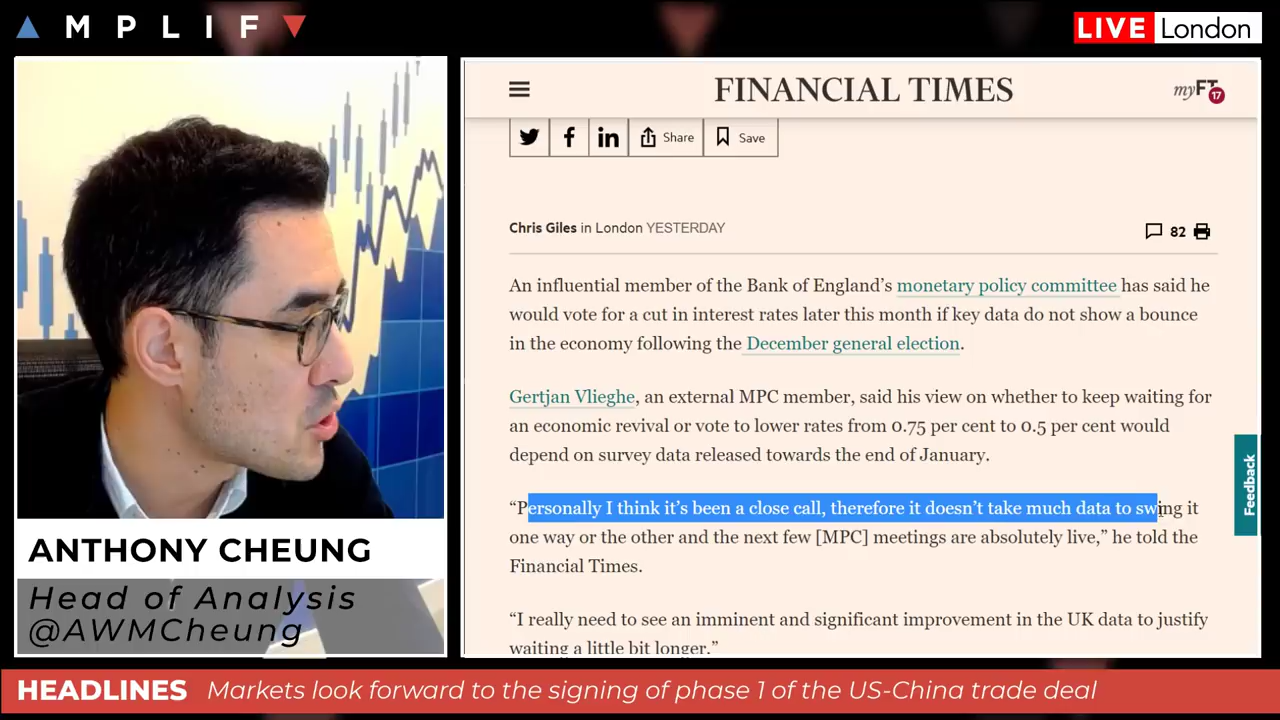 AMPLIFY
LIVE London
FINANCIAL TIMES
myFT 17
Share
Save
Chris Giles in London YESTERDAY
82
An influential member of the Bank of England’s monetary policy committee has said he
would vote for a cut in interest rates later this month if key data do not show a bounce
in the economy following the December general election.
Gertjan Vlieghe, an external MPC member, said his view on whether to keep waiting for
an economic revival or vote to lower rates from 0.75 per cent to 0.5 per cent would
depend on survey data released towards the end of January.
“Personally I think it’s been a close call, therefore it doesn’t take much data to swing it
one way or the other and the next few [MPC] meetings are absolutely live,” he told the
Financial Times.
“I really need to see an imminent and significant improvement in the UK data to justify
waiting a little bit longer.”
Feedback
ANTHONY CHEUNG
Head of Analysis
@AWMCheung
HEADLINES Markets look forward to the signing of phase 1 of the US-China trade deal